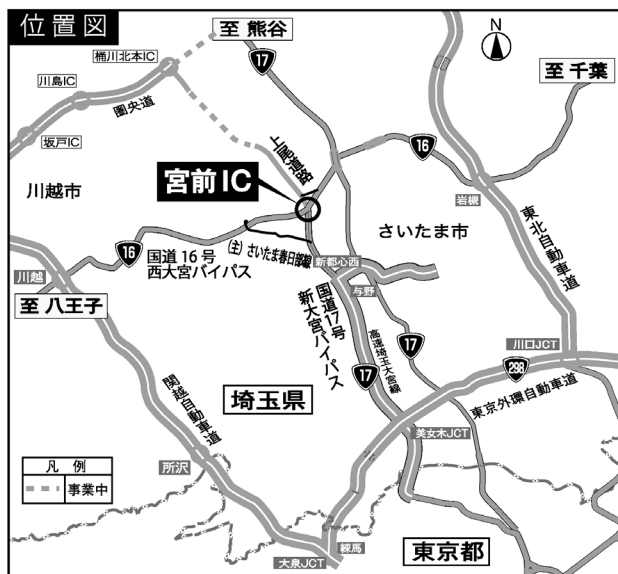 位置図
至 熊谷
N
17
桶川北本IC
至 千葉
川島IC
圏央道
上尾道路
16
坂戸IC
宮前IC
川越市
岩槻
さいたま市
東北自動車道
(主) さいたま春日部線
16
国道16号
西大宮バイパス
新都心西
川越
与野
至 八王子
国道17号
新大宮バイパス
高速埼玉大宮線
17
川口JCT
17
298
関越自動車道
埼玉県
東京外環自動車道
美女木JCT
凡 例
事業中
所沢
練馬
大泉JCT
東京都